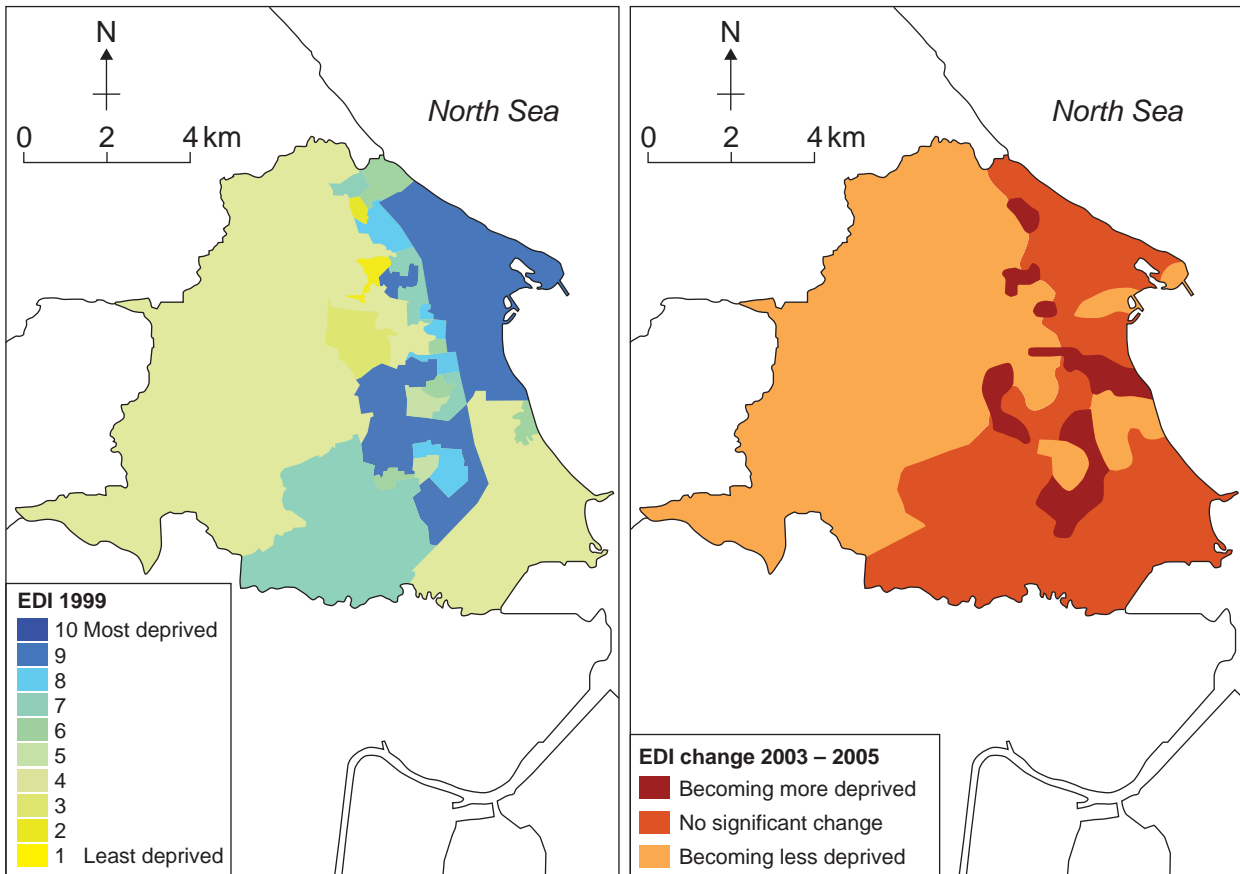 N
North Sea
0 2 4 km
EDI 1999
10 Most deprived
9
8
7
6
5
4
3
2
1 Least deprived
N
North Sea
0 2 4 km
EDI change 2003 – 2005
Becoming more deprived
No significant change
Becoming less deprived